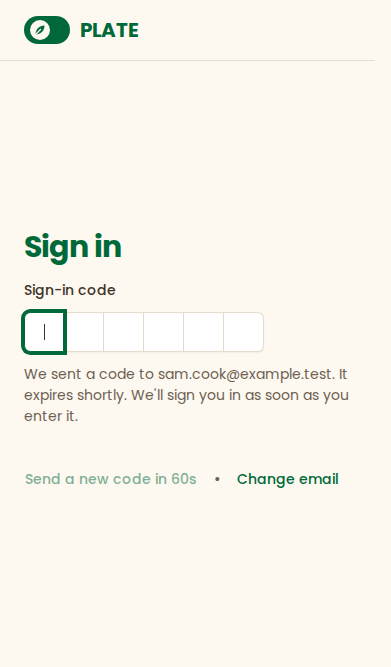 PLATE
Sign in
Sign-in code
We sent a code to sam.cook@example.test. It
expires shortly. We'll sign you in as soon as you
enter it.
Send a new code in 60s • Change email